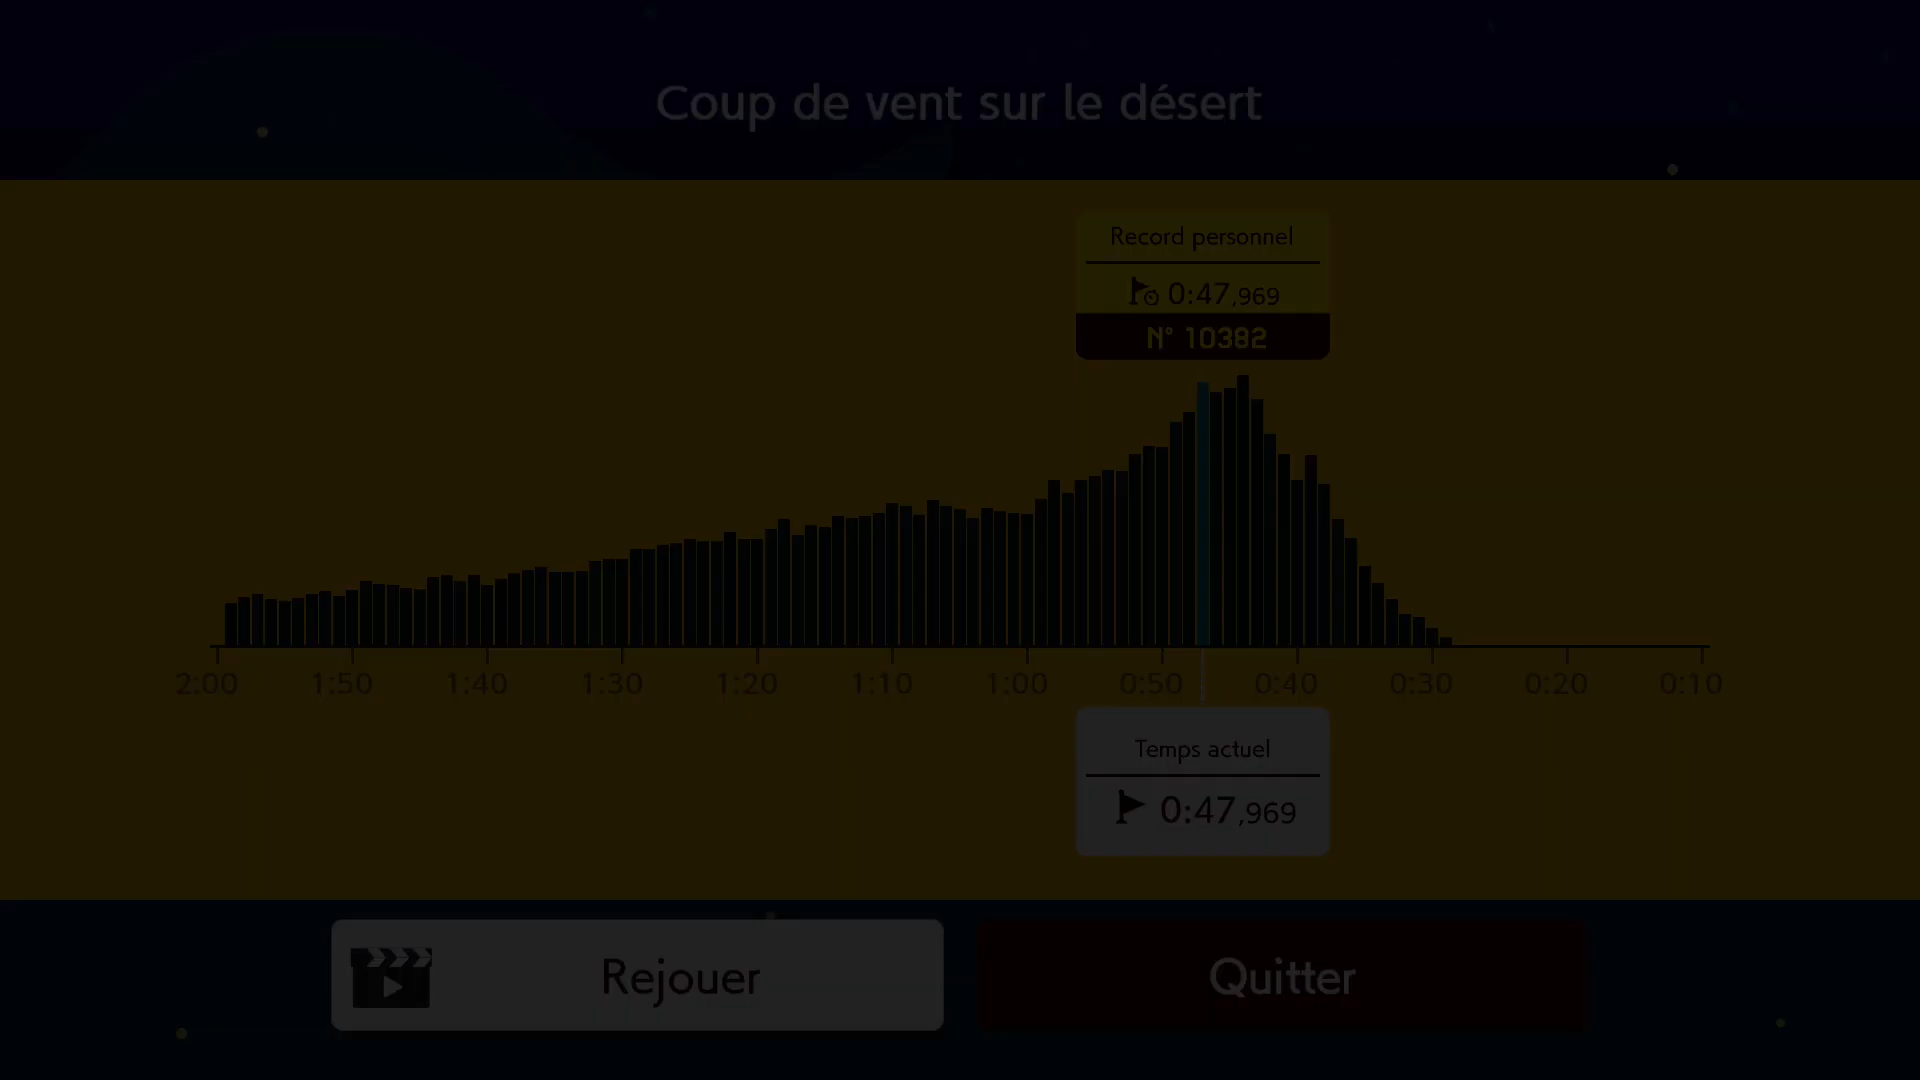 Coup de vent sur le désert
Record personnel
0:47,969
N° 10382
2:00 1:50 1:40 1:30 1:20 1:10 1:00 0:50 0:40 0:30 0:20 0:10
Temps actuel
0:47,969
Rejouer Quitter